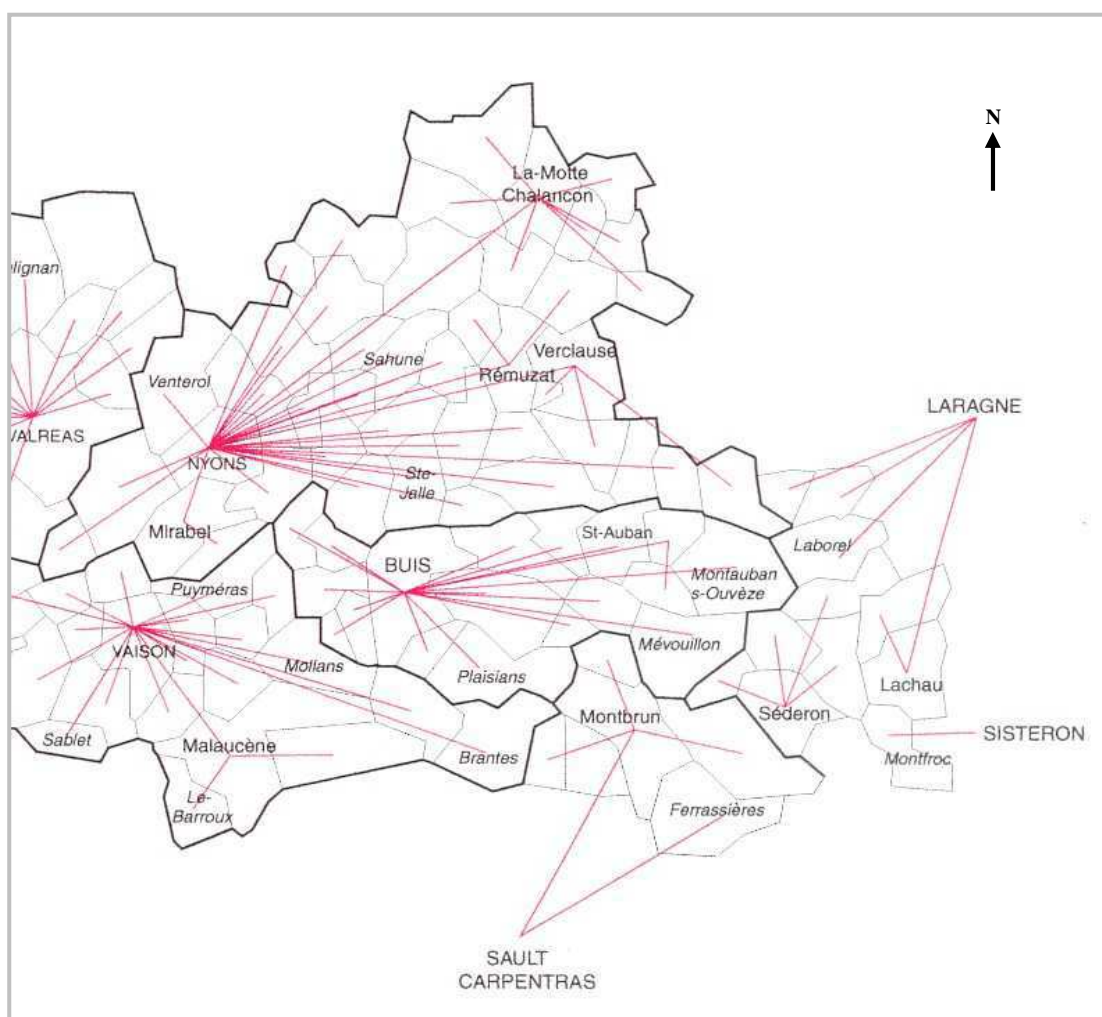 N
La-Motte
Chalancon
elignan
Sahune
Verclause
Venterol
Rémuzat
VALREAS
LARAGNE
NYONS
Ste-
Jalle
Mirabel
St-Auban
Laborel
BUIS
Montauban
s-Ouvèze
Puyméras
VAISON
Mollans
Mévouillon
Plaisians
Lachau
Séderon
Montbrun
Sablet
Malaucène
SISTERON
Brantes
Montfroc
Le-
Barroux
Ferrassières
SAULT
CARPENTRAS